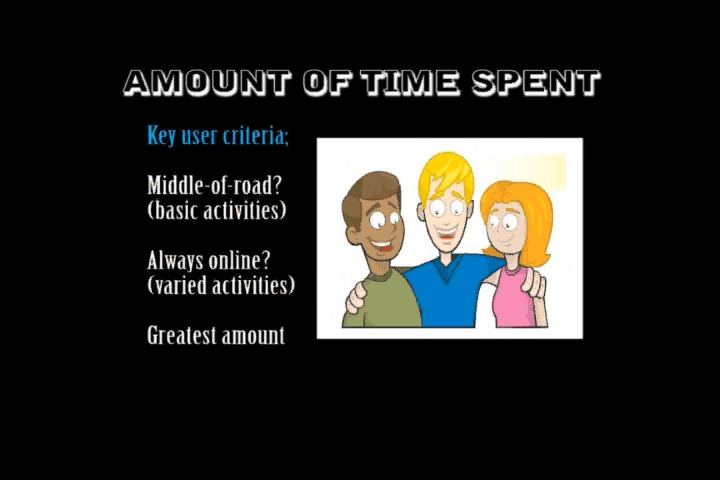 AMOUNT OF TIME SPENT
Key user criteria;
Middle-of-road?
(basic activities)
Always online?
(varied activities)
Greatest amount